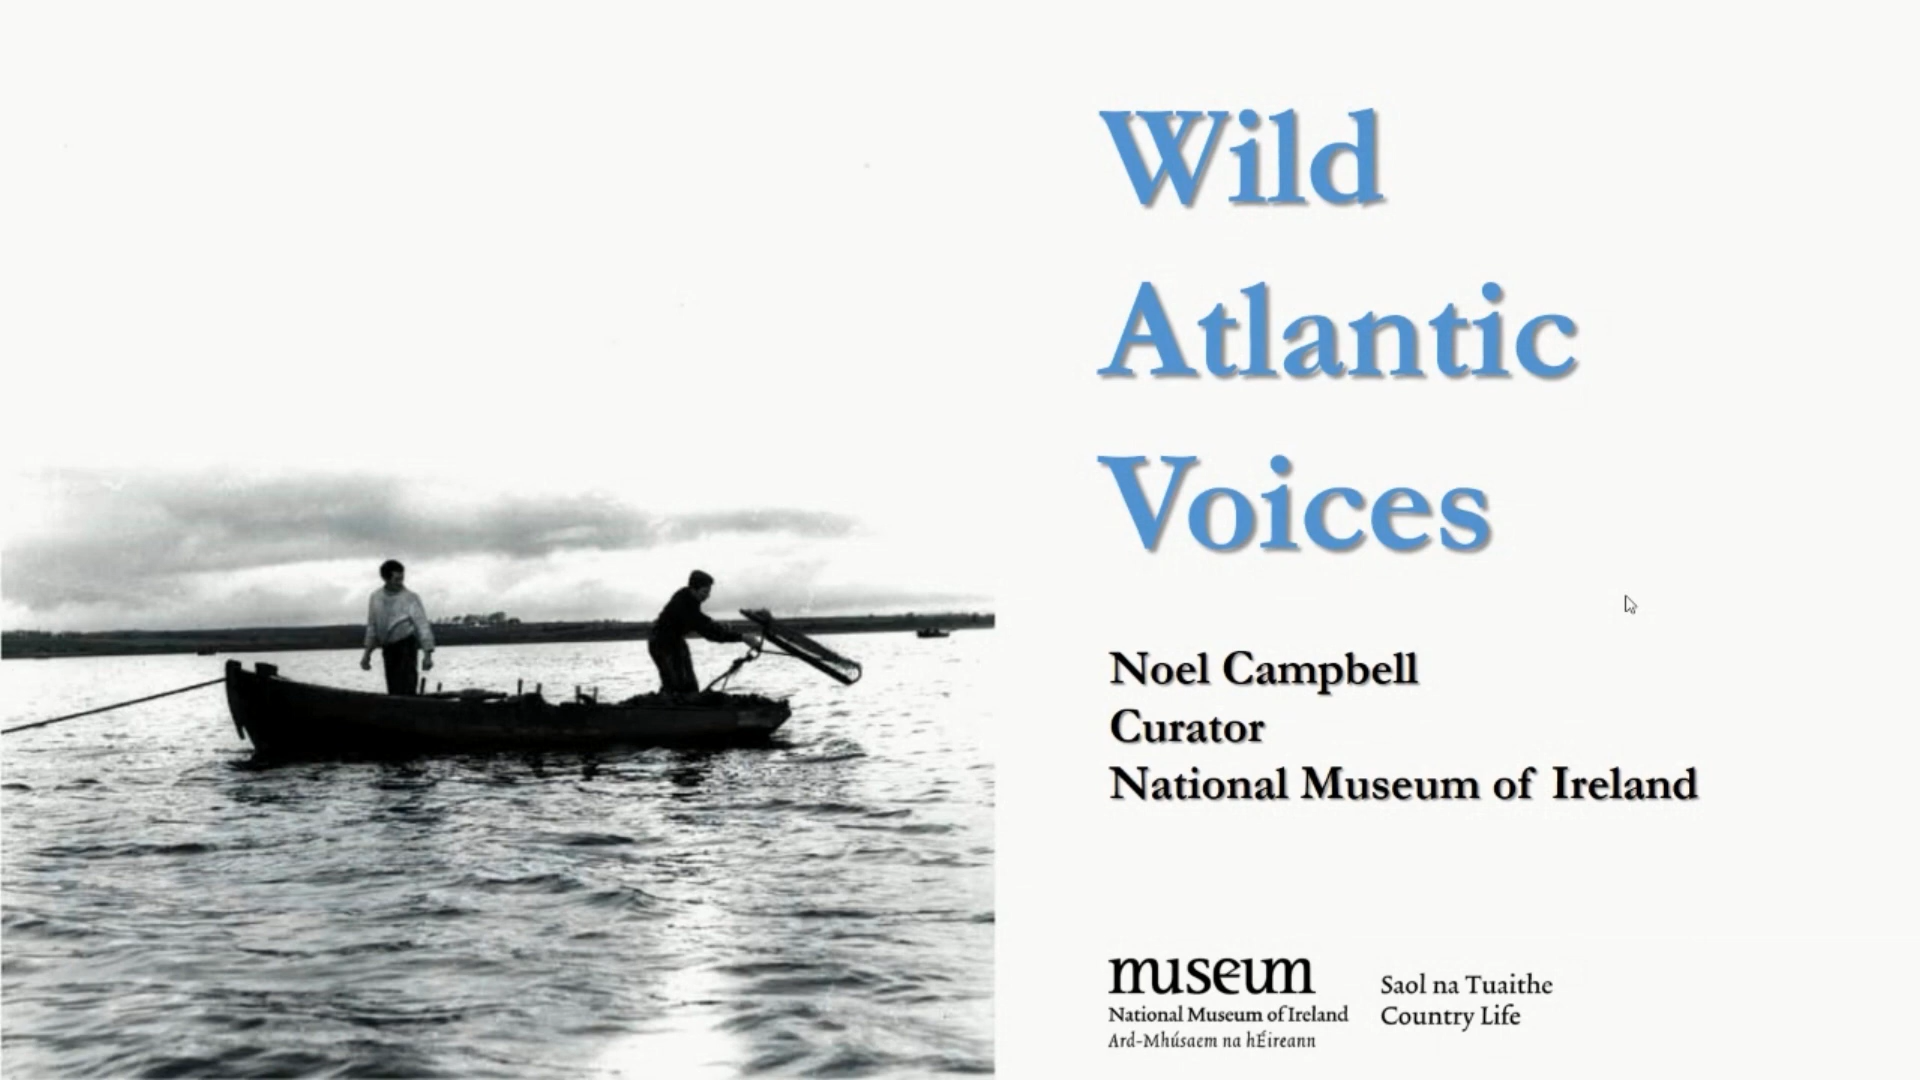 Wild
Atlantic
Voices
Noel Campbell
Curator
National Museum of Ireland
museum
National Museum of Ireland
Ard-Mhúsaem na hÉireann
Saol na Tuaithe
Country Life